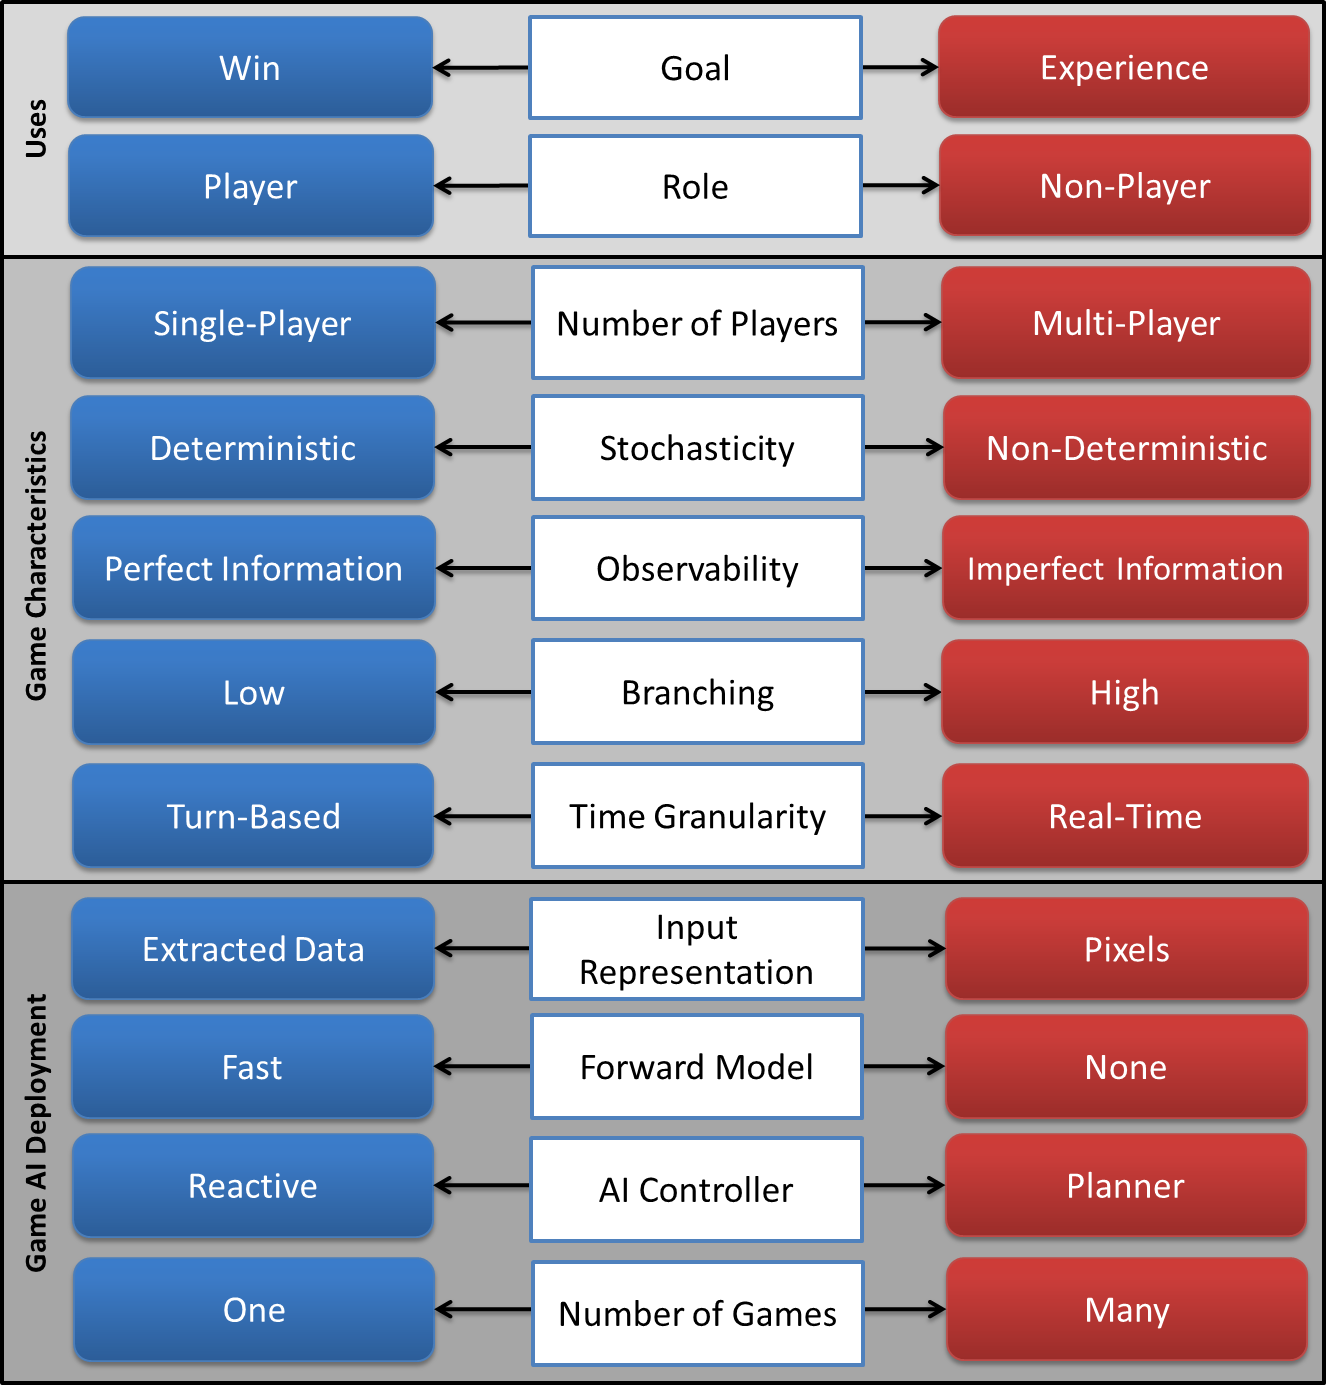 Uses
Win
Goal
Experience
Player
Role
Non-Player
Game Characteristics
Single-Player
Number of Players
Multi-Player
Deterministic
Stochasticity
Non-Deterministic
Perfect Information
Observability
Imperfect Information
Low
Branching
High
Turn-Based
Time Granularity
Real-Time
Game AI Deployment
Extracted Data
Input
Representation
Pixels
Fast
Forward Model
None
Reactive
AI Controller
Planner
One
Number of Games
Many